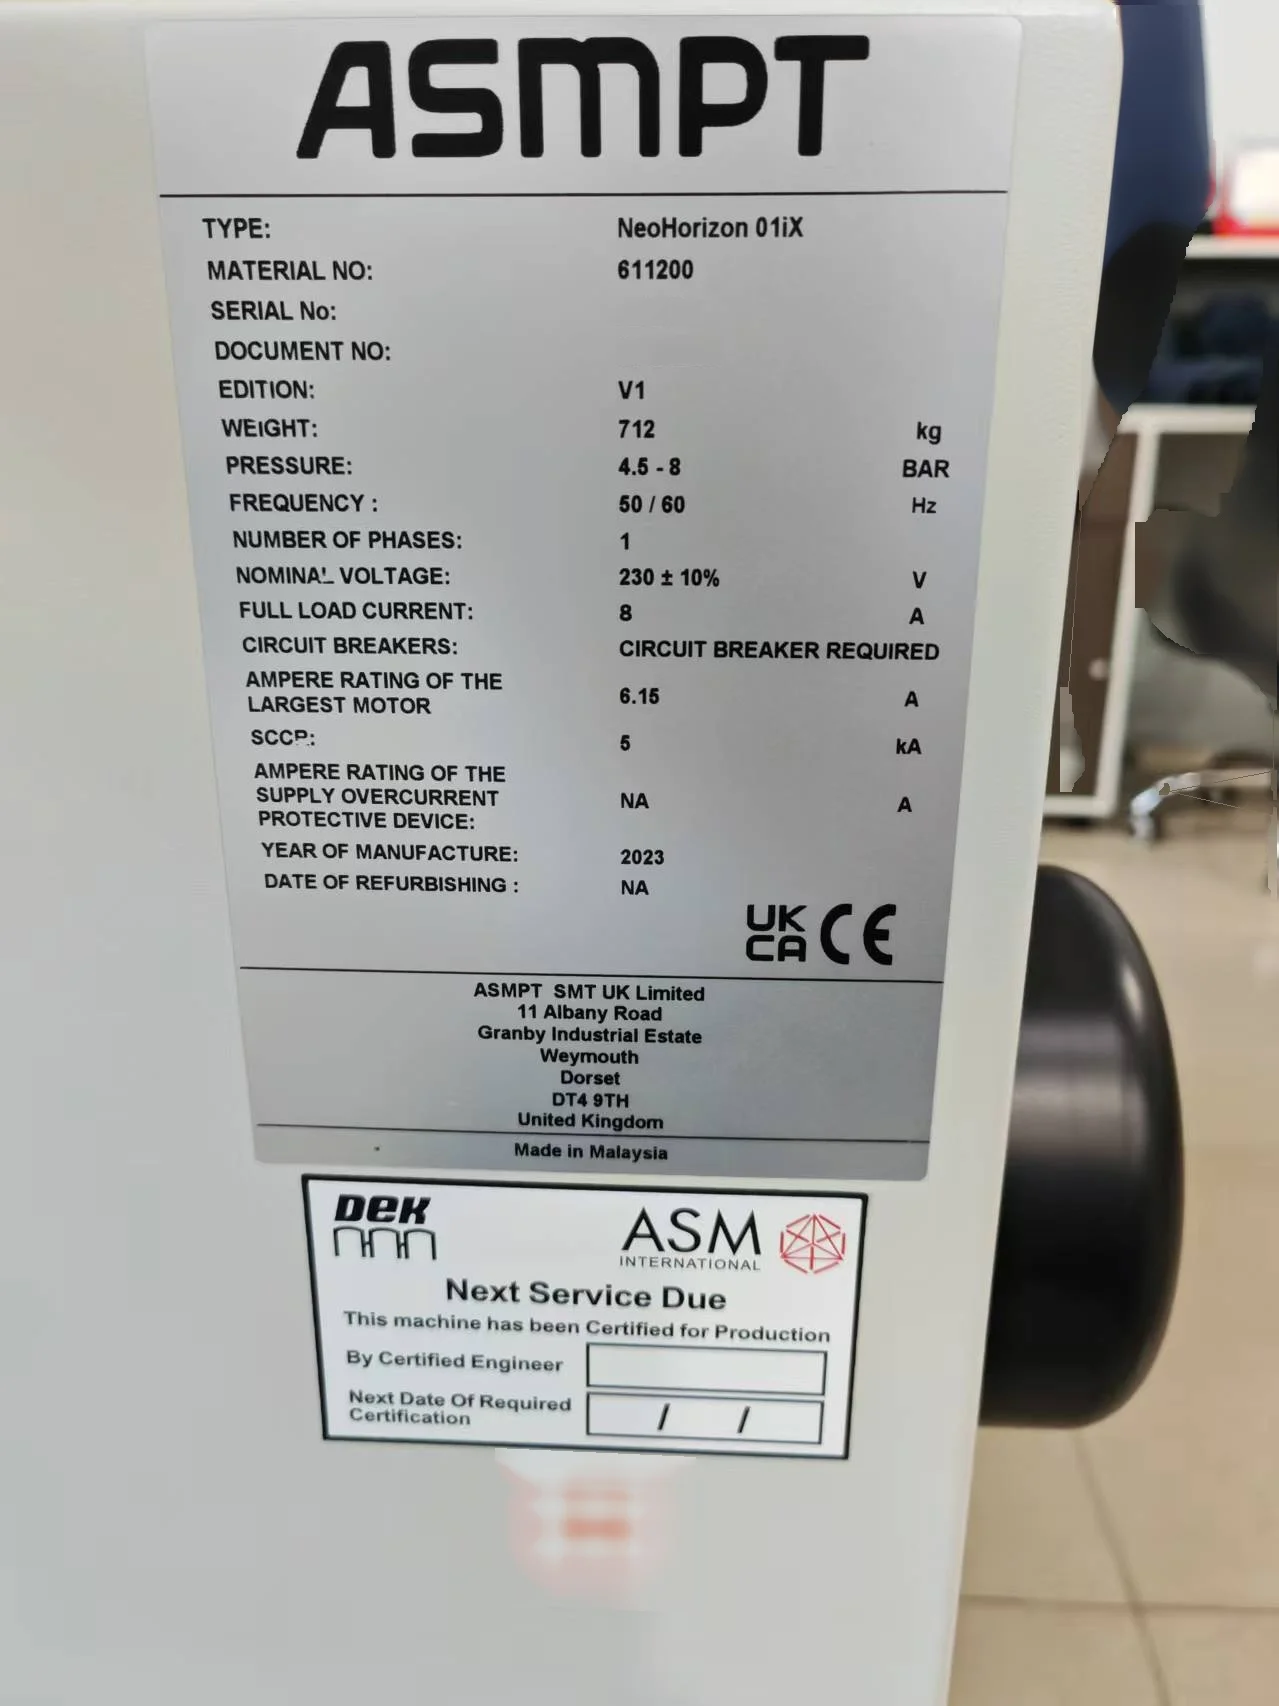 ASMPT
TYPE: NeoHorizon 01iX
MATERIAL NO: 611200
SERIAL No:
DOCUMENT NO:
EDITION: V1
WEIGHT: 712 kg
PRESSURE: 4.5 - 8 BAR
FREQUENCY : 50 / 60 Hz
NUMBER OF PHASES: 1
NOMINAL VOLTAGE: 230 ± 10% V
FULL LOAD CURRENT: 8 A
CIRCUIT BREAKERS: CIRCUIT BREAKER REQUIRED
AMPERE RATING OF THE
LARGEST MOTOR 6.15 A
SCCR: 5 kA
AMPERE RATING OF THE
SUPPLY OVERCURRENT
PROTECTIVE DEVICE: NA A
YEAR OF MANUFACTURE: 2023
DATE OF REFURBISHING : NA
UK
CA CE
ASMPT SMT UK Limited
11 Albany Road
Granby Industrial Estate
Weymouth
Dorset
DT4 9TH
United Kingdom
Made in Malaysia
DEK
ASM
INTERNATIONAL
Next Service Due
This machine has been Certified for Production
By Certified Engineer
Next Date Of Required
Certification / /